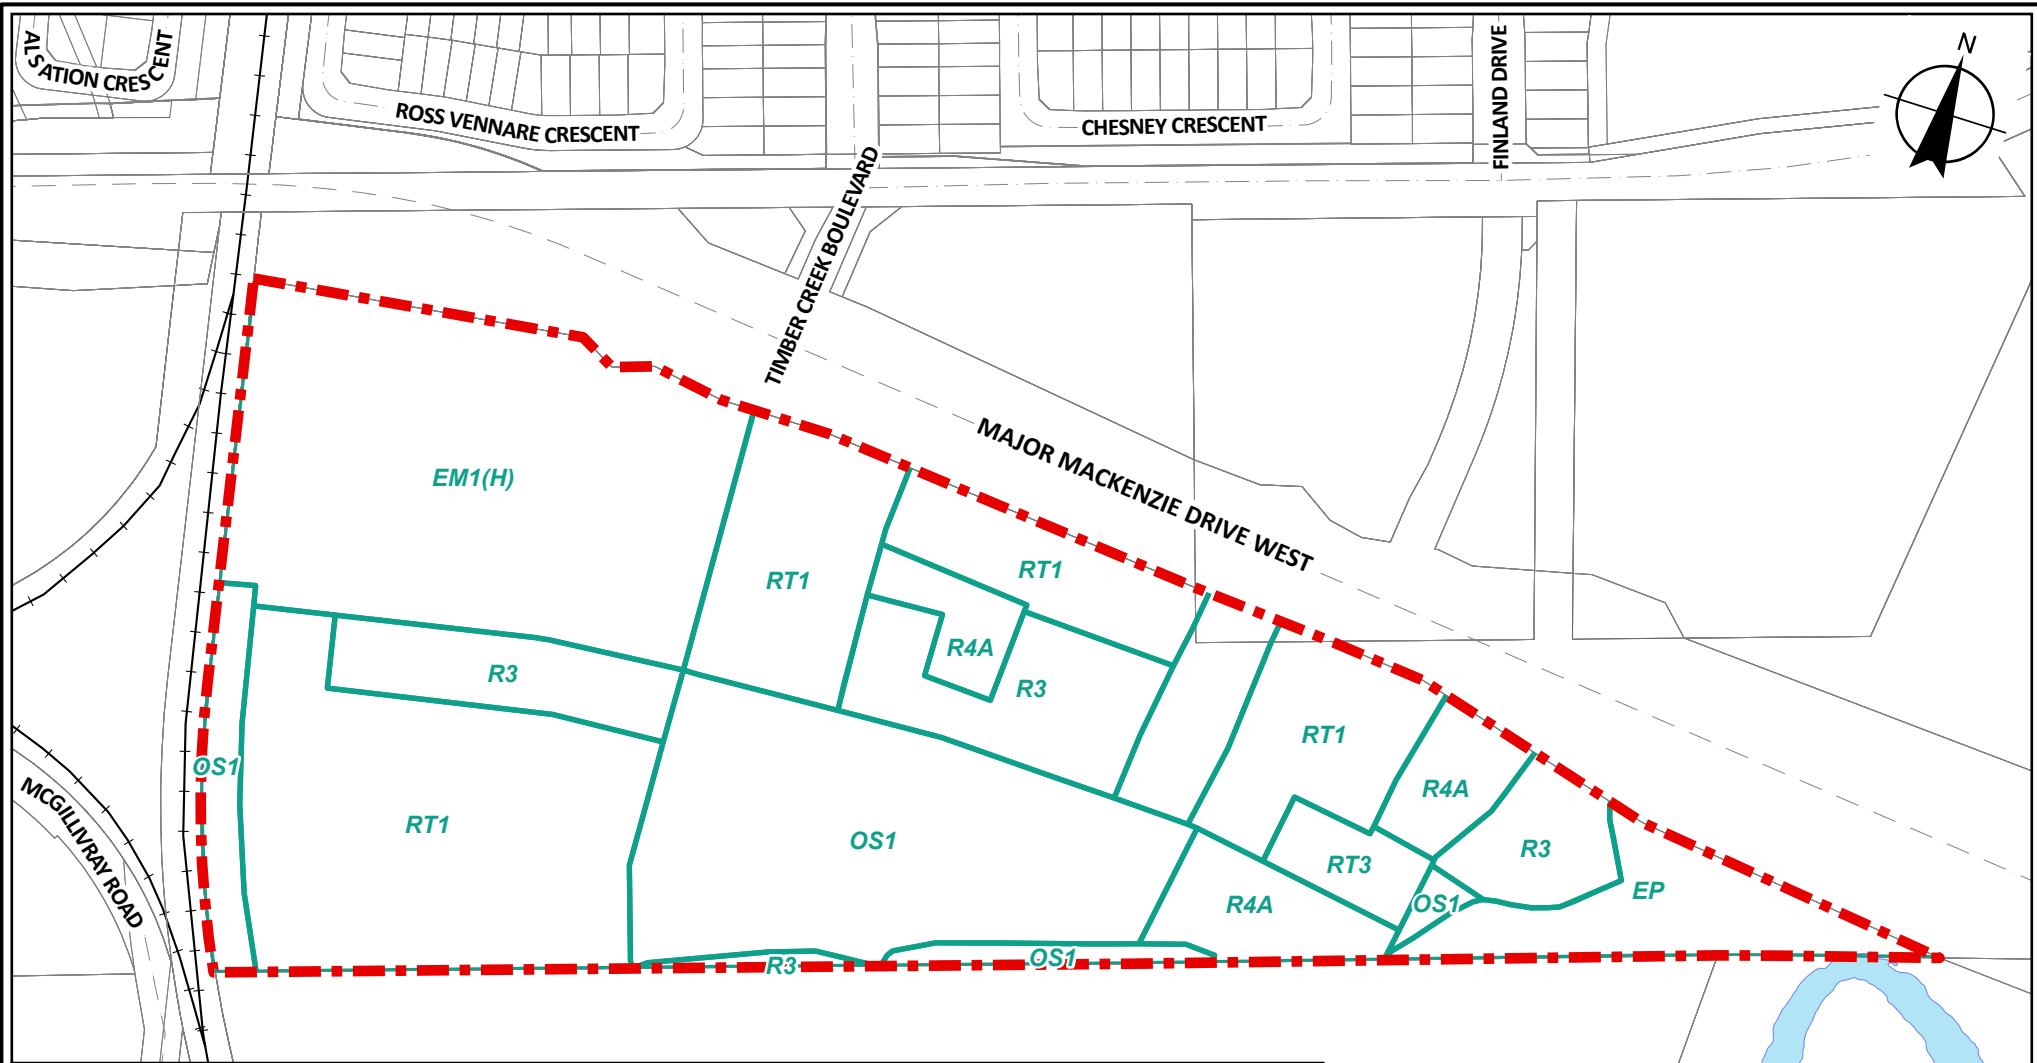 ALSATION CRESCENT
ROSS VENNARE CRESCENT
CHESNEY CRESCENT
FINLAND DRIVE
N
TIMBER CREEK BOULEVARD
MAJOR MACKENZIE DRIVE WEST
EM1(H)
RT1
RT1
R4A
R3
R3
RT1
R4A
OS1
MCGILLIVRAY ROAD
RT1
OS1
R3
RT3
EP
R4A
OS1
R3
OS1